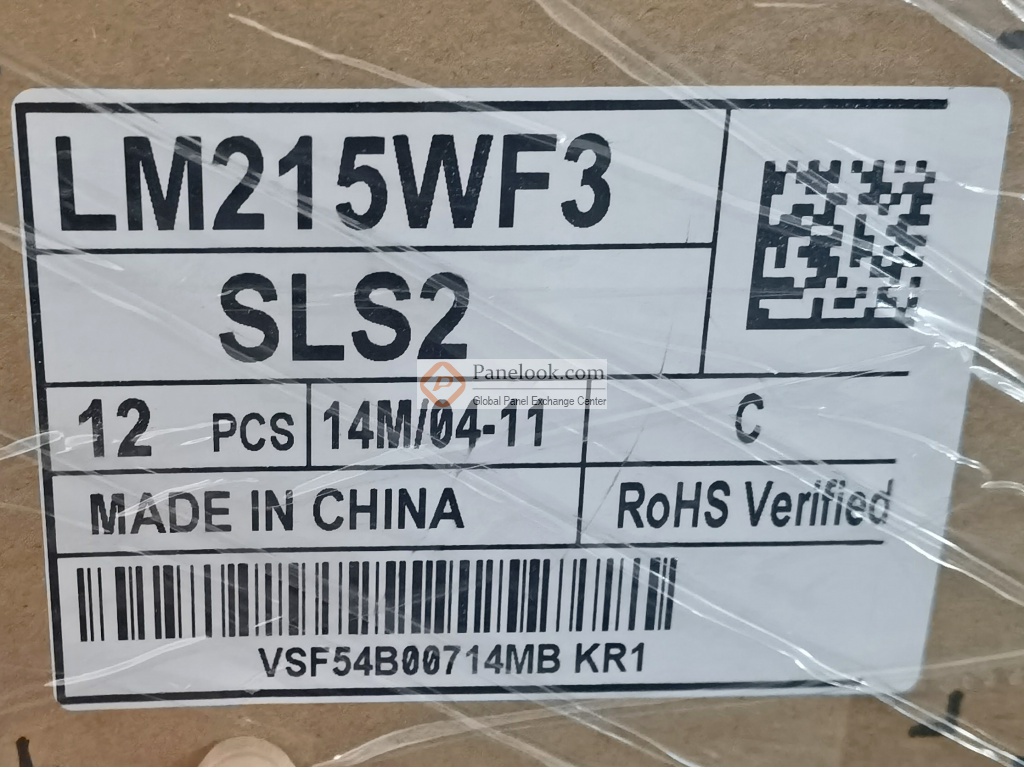 LM215WF3
SLS2
Panelook.com
Global Panel Exchange Center
12 PCS 14M/04-11 C
MADE IN CHINA RoHS Verified
VSF54B00714MB KR1